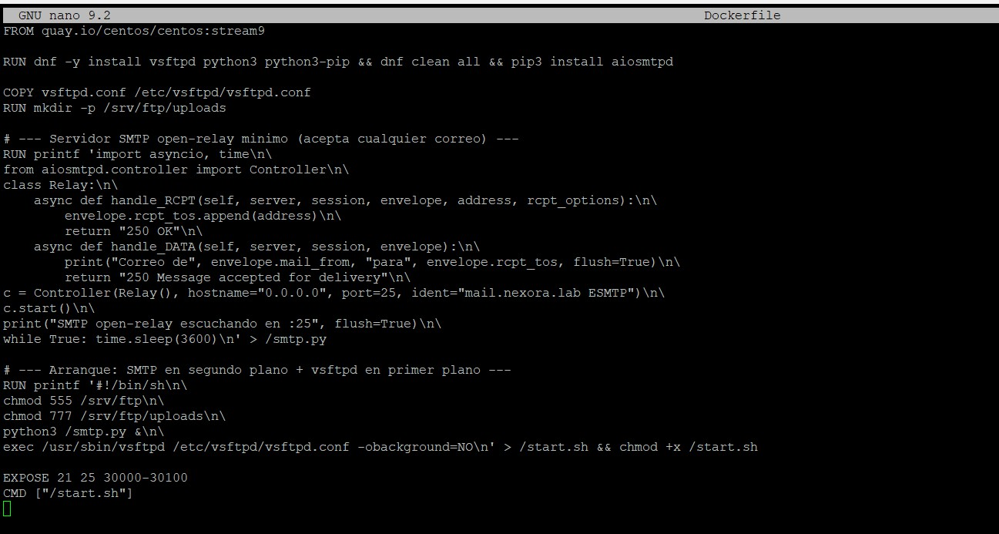 GNU nano 9.2 Dockerfile
FROM quay.io/centos/centos:stream9
RUN dnf -y install vsftpd python3 python3-pip && dnf clean all && pip3 install aiosmtpd
COPY vsftpd.conf /etc/vsftpd/vsftpd.conf
RUN mkdir -p /srv/ftp/uploads
# --- Servidor SMTP open-relay minimo (acepta cualquier correo) ---
RUN printf 'import asyncio, time\n\
from aiosmtpd.controller import Controller\n\
class Relay:\n\
    async def handle_RCPT(self, server, session, envelope, address, rcpt_options):\n\
        envelope.rcpt_tos.append(address)\n\
        return "250 OK"\n\
    async def handle_DATA(self, server, session, envelope):\n\
        print("Correo de", envelope.mail_from, "para", envelope.rcpt_tos, flush=True)\n\
        return "250 Message accepted for delivery"\n\
c = Controller(Relay(), hostname="0.0.0.0", port=25, ident="mail.nexora.lab ESMTP")\n\
c.start()\n\
print("SMTP open-relay escuchando en :25", flush=True)\n\
while True: time.sleep(3600)\n' > /smtp.py
# --- Arranque: SMTP en segundo plano + vsftpd en primer plano ---
RUN printf '#!/bin/sh\n\
chmod 555 /srv/ftp\n\
chmod 777 /srv/ftp/uploads\n\
python3 /smtp.py &\n\
exec /usr/sbin/vsftpd /etc/vsftpd/vsftpd.conf -obackground=NO\n' > /start.sh && chmod +x /start.sh
EXPOSE 21 25 30000-30100
CMD ["/start.sh"]